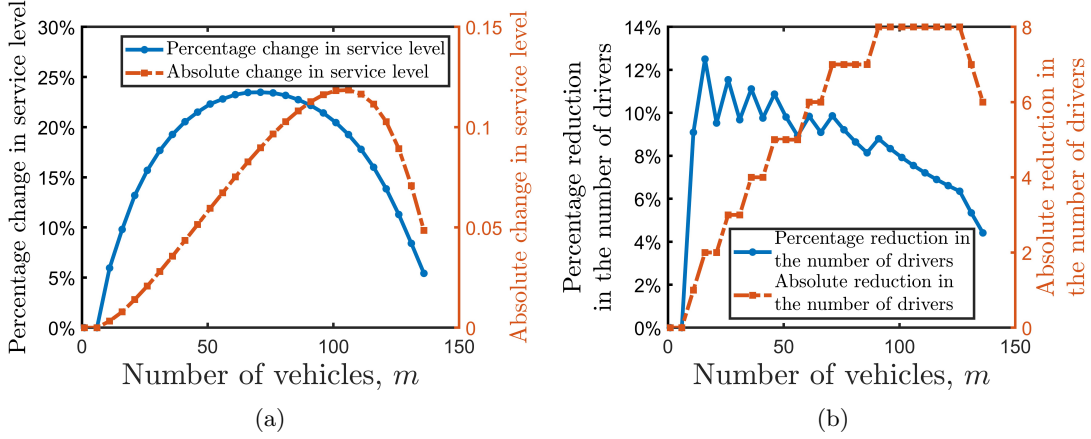 30%
25%
20%
15%
10%
5%
0%
Percentage change in service level
0.15
0.1
0.05
0
Absolute change in service level
Percentage change in service level
Absolute change in service level
0
50
100
150
Number of vehicles, m
(a)
14%
12%
10%
8%
6%
4%
2%
0%
Percentage reduction
in the number of drivers
8
6
4
2
0
Absolute reduction in
the number of drivers
Percentage reduction in
the number of drivers
Absolute reduction in
the number of drivers
0
50
100
150
Number of vehicles, m
(b)